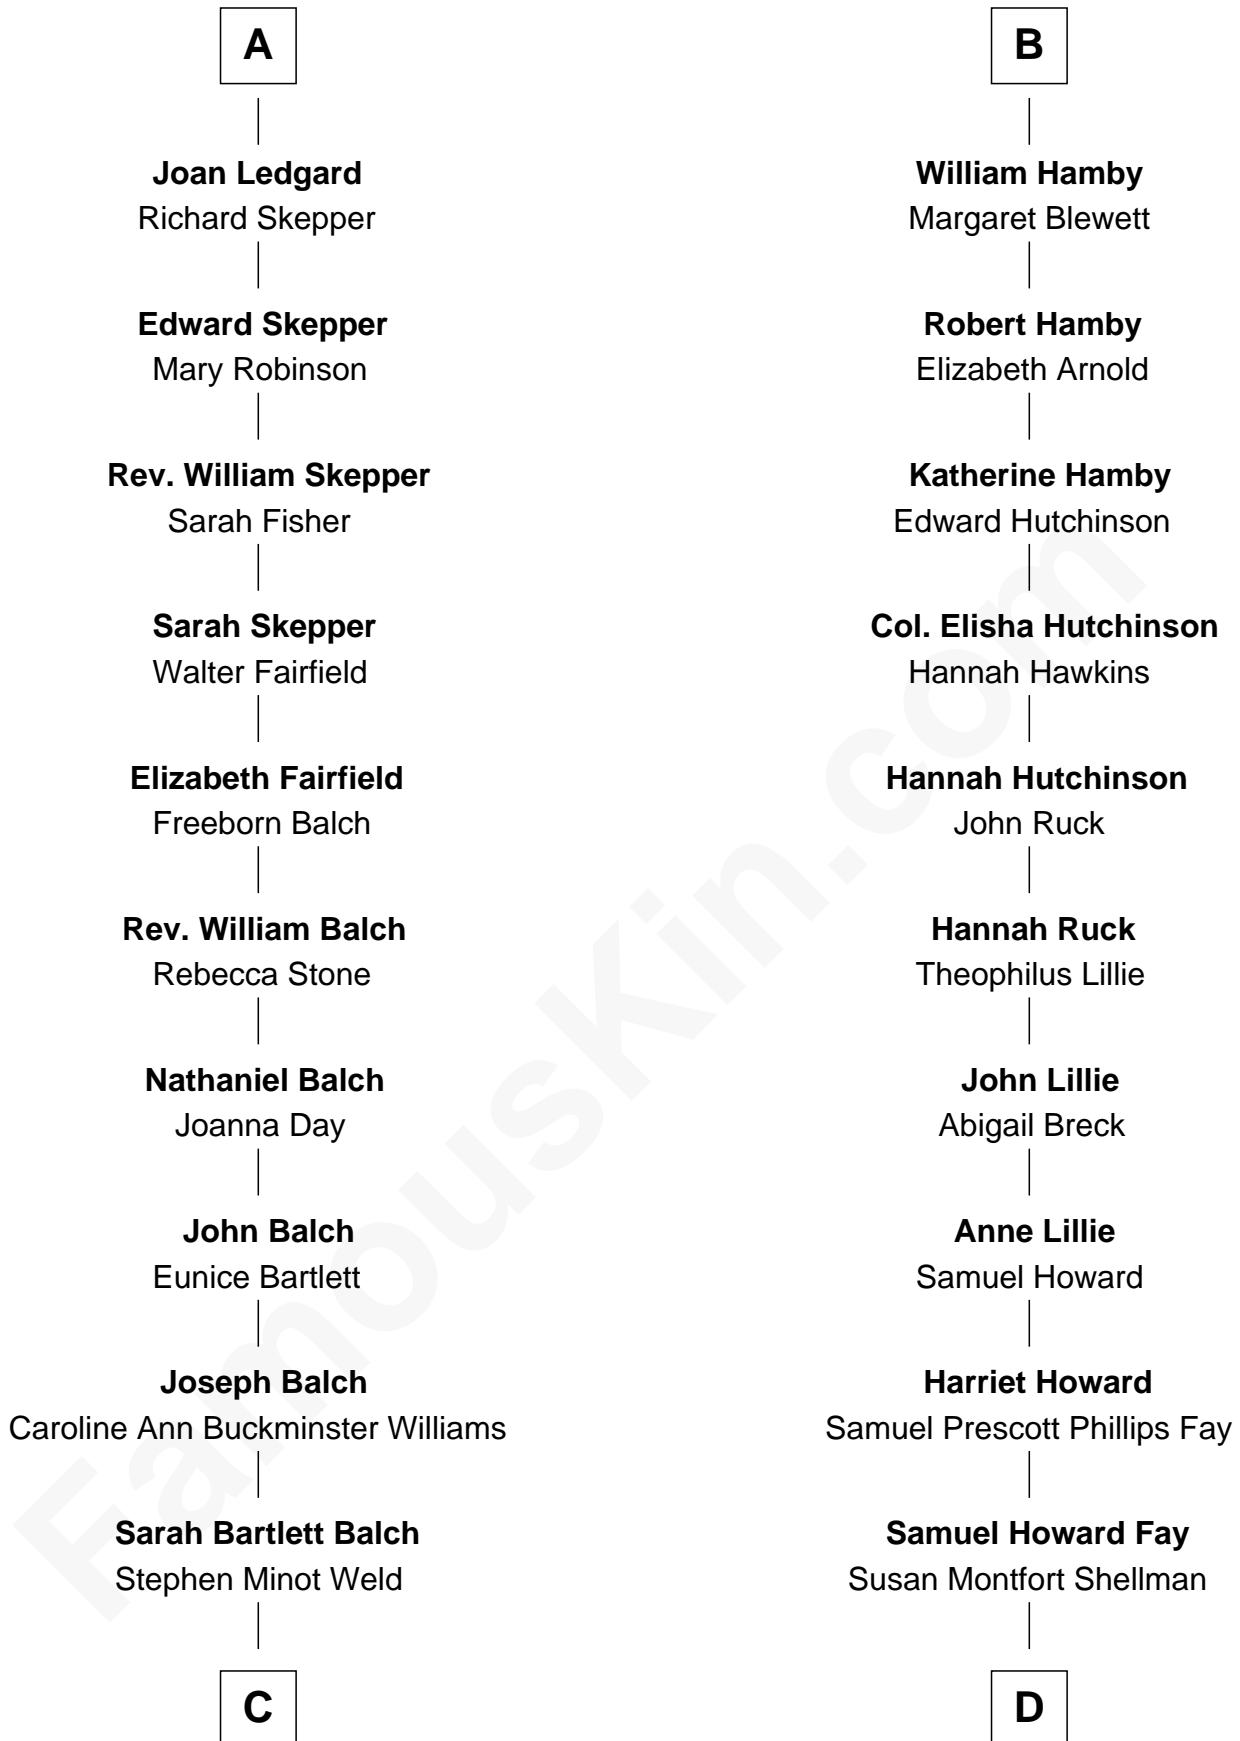 A
Joan Ledgard
Richard Skepper
Edward Skepper
Mary Robinson
Rev. William Skepper
Sarah Fisher
Sarah Skepper
Walter Fairfield
Elizabeth Fairfield
Freeborn Balch
Rev. William Balch
Rebecca Stone
Nathaniel Balch
Joanna Day
John Balch
Eunice Bartlett
Joseph Balch
Caroline Ann Buckminster Williams
Sarah Bartlett Balch
Stephen Minot Weld
C
B
William Hamby
Margaret Blewett
Robert Hamby
Elizabeth Arnold
Katherine Hamby
Edward Hutchinson
Col. Elisha Hutchinson
Hannah Hawkins
Hannah Hutchinson
John Ruck
Hannah Ruck
Theophilus Lillie
John Lillie
Abigail Breck
Anne Lillie
Samuel Howard
Harriet Howard
Samuel Prescott Phillips Fay
Samuel Howard Fay
Susan Montfort Shellman
D
FamousKin.com